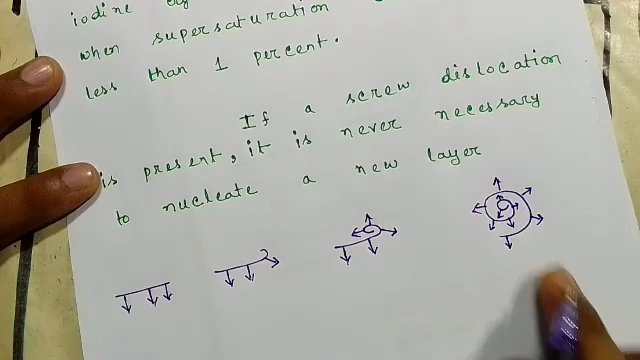 iodine
when supersaturation
less than 1 percent.
If a screw dislocation
is present, it is never necessary
to nucleate a new layer